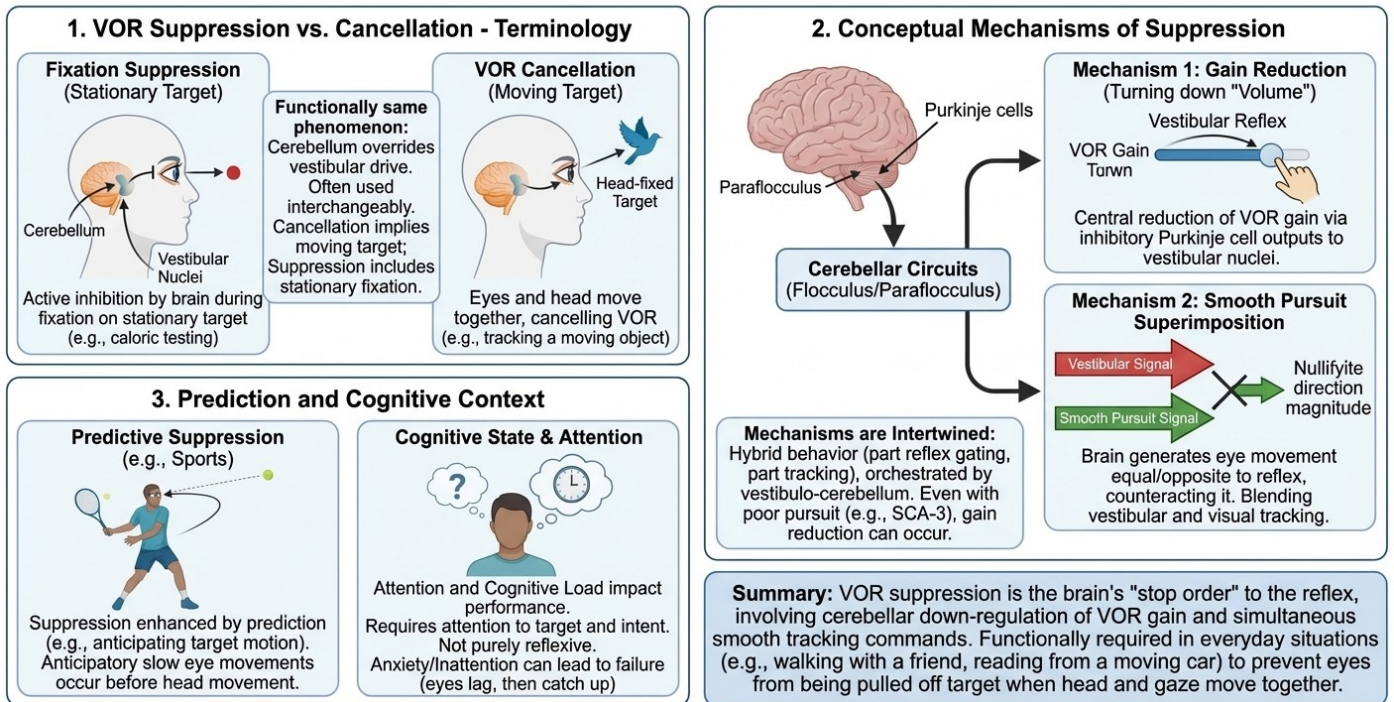 1. VOR Suppression vs. Cancellation - Terminology
Fixation Suppression
(Stationary Target)
Cerebellum
Vestibular
Nuclei
Active inhibition by brain during
fixation on stationary target
(e.g., caloric testing)
Functionally same
phenomenon:
Cerebellum overrides
vestibular drive.
Often used
interchangeably.
Cancellation implies
moving target;
Suppression includes
stationary fixation.
VOR Cancellation
(Moving Target)
Head-fixed
Target
Eyes and head move
together, cancelling VOR
(e.g., tracking a moving object)
2. Conceptual Mechanisms of Suppression
Purkinje cells
Paraflocculus
Cerebellar Circuits
(Flocculus/Paraflocculus)
Mechanism 1: Gain Reduction
(Turning down "Volume")
Vestibular Reflex
VOR Gain
Turwn
Central reduction of VOR gain via
inhibitory Purkinje cell outputs to
vestibular nuclei.
Mechanism 2: Smooth Pursuit
Superimposition
Vestibular Signal
Smooth Pursuit Signal
Nullifyite
direction
magnitude
Brain generates eye movement
equal/opposite to reflex,
counteracting it. Blending
vestibular and visual tracking.
Mechanisms are Intertwined:
Hybrid behavior (part reflex gating,
part tracking), orchestrated by
vestibulo-cerebellum. Even with
poor pursuit (e.g., SCA-3), gain
reduction can occur.
3. Prediction and Cognitive Context
Predictive Suppression
(e.g., Sports)
Suppression enhanced by prediction
(e.g., anticipating target motion).
Anticipatory slow eye movements
occur before head movement.
Cognitive State & Attention
?
Attention and Cognitive Load impact
performance.
Requires attention to target and intent.
Not purely reflexive.
Anxiety/Inattention can lead to failure
(eyes lag, then catch up)
Summary: VOR suppression is the brain's "stop order" to the reflex,
involving cerebellar down-regulation of VOR gain and simultaneous
smooth tracking commands. Functionally required in everyday situations
(e.g., walking with a friend, reading from a moving car) to prevent eyes
from being pulled off target when head and gaze move together.